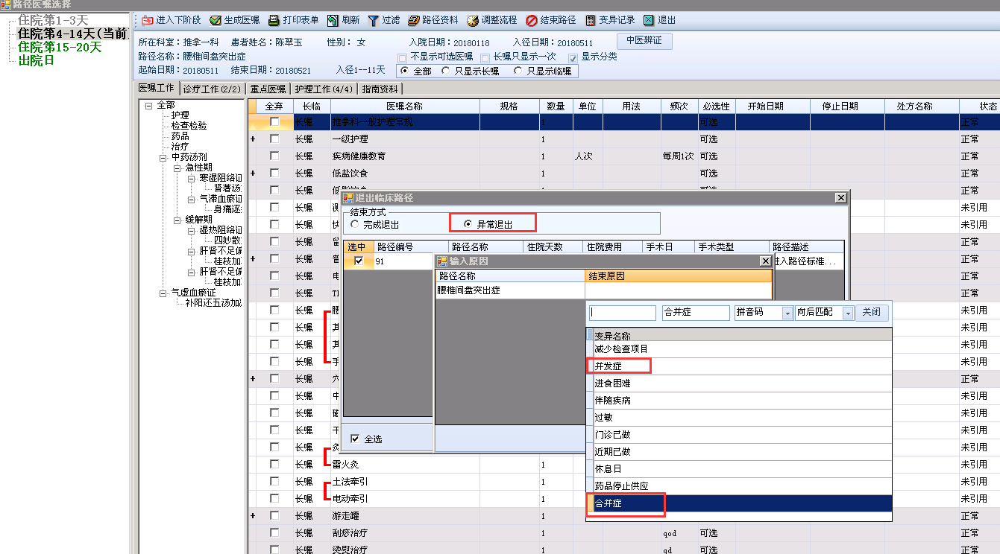 路径医嘱选择
住院第1-3天
住院第4-14天(当前
住院第15-20天
出院日
进入下阶段 生成医嘱 打印表单 刷新 过滤 路径资料 调整流程 结束路径 变异记录 退出
所在科室：推拿一科 患者姓名：陈翠玉 性别： 女 入院日期：20180118 入径日期：20180511 中医辨证
路径名称：腰椎间盘突出症 不显示可选医嘱 长嘱只显示一次 显示分类
起始日期：20180511 结束日期：20180521 入径1--11天 全部 只显示长嘱 只显示临嘱
医嘱工作 诊疗工作(2/2) 重点医嘱 护理工作(4/4) 指南资料
全部
护理
检查检验
药品
治疗
中药汤剂
急性期
寒湿阻络证
肾著汤
气滞血瘀证
身痛逐
缓解期
湿热阻络证
四妙散
肝肾不足偏
桂枝加
肝肾不足偏
桂枝加
气虚血瘀证
补阳还五汤加减
全弃 长临 医嘱名称 规格 数量 单位 用法 频次 必选性 开始日期 停止日期 处方名称 状态
长嘱 推拿科一般护理常规 1 可选 正常
+ 长嘱 一级护理 1 可选 正常
长嘱 疾病健康教育 1 人次 每周1次 可选 正常
+ 长嘱 低盐饮食 1 可选 正常
长嘱 低脂饮食 可选 正常
长嘱 未引用
长嘱 未引用
长嘱 正常
+ 长嘱 正常
长嘱 正常
长嘱 正常
长嘱 未引用
长嘱 未引用
长嘱 未引用
长嘱 未引用
+ 长嘱 正常
长嘱 未引用
长嘱 未引用
长嘱 未引用
长嘱 未引用
长嘱 雷火灸 1 未引用
长嘱 土法牵引 1 未引用
长嘱 电动牵引 1 未引用
+ 长嘱 游走罐 1 正常
长嘱 刮痧治疗 1 qod 可选 正常
长嘱 烫熨治疗 1 qd 可选 正常
退出临床路径
结束方式
完成退出 异常退出
选中 路径编号 路径名称 住院天数 住院费用 手术日 手术类型 路径描述
91 进入路径标准...
全选
输入原因
路径名称 结束原因
腰椎间盘突出症
合并症 拼音码 向后匹配 关闭
变异名称
减少检查项目
并发症
进食困难
伴随疾病
过敏
门诊已做
近期已做
休息日
药品停止供应
合并症